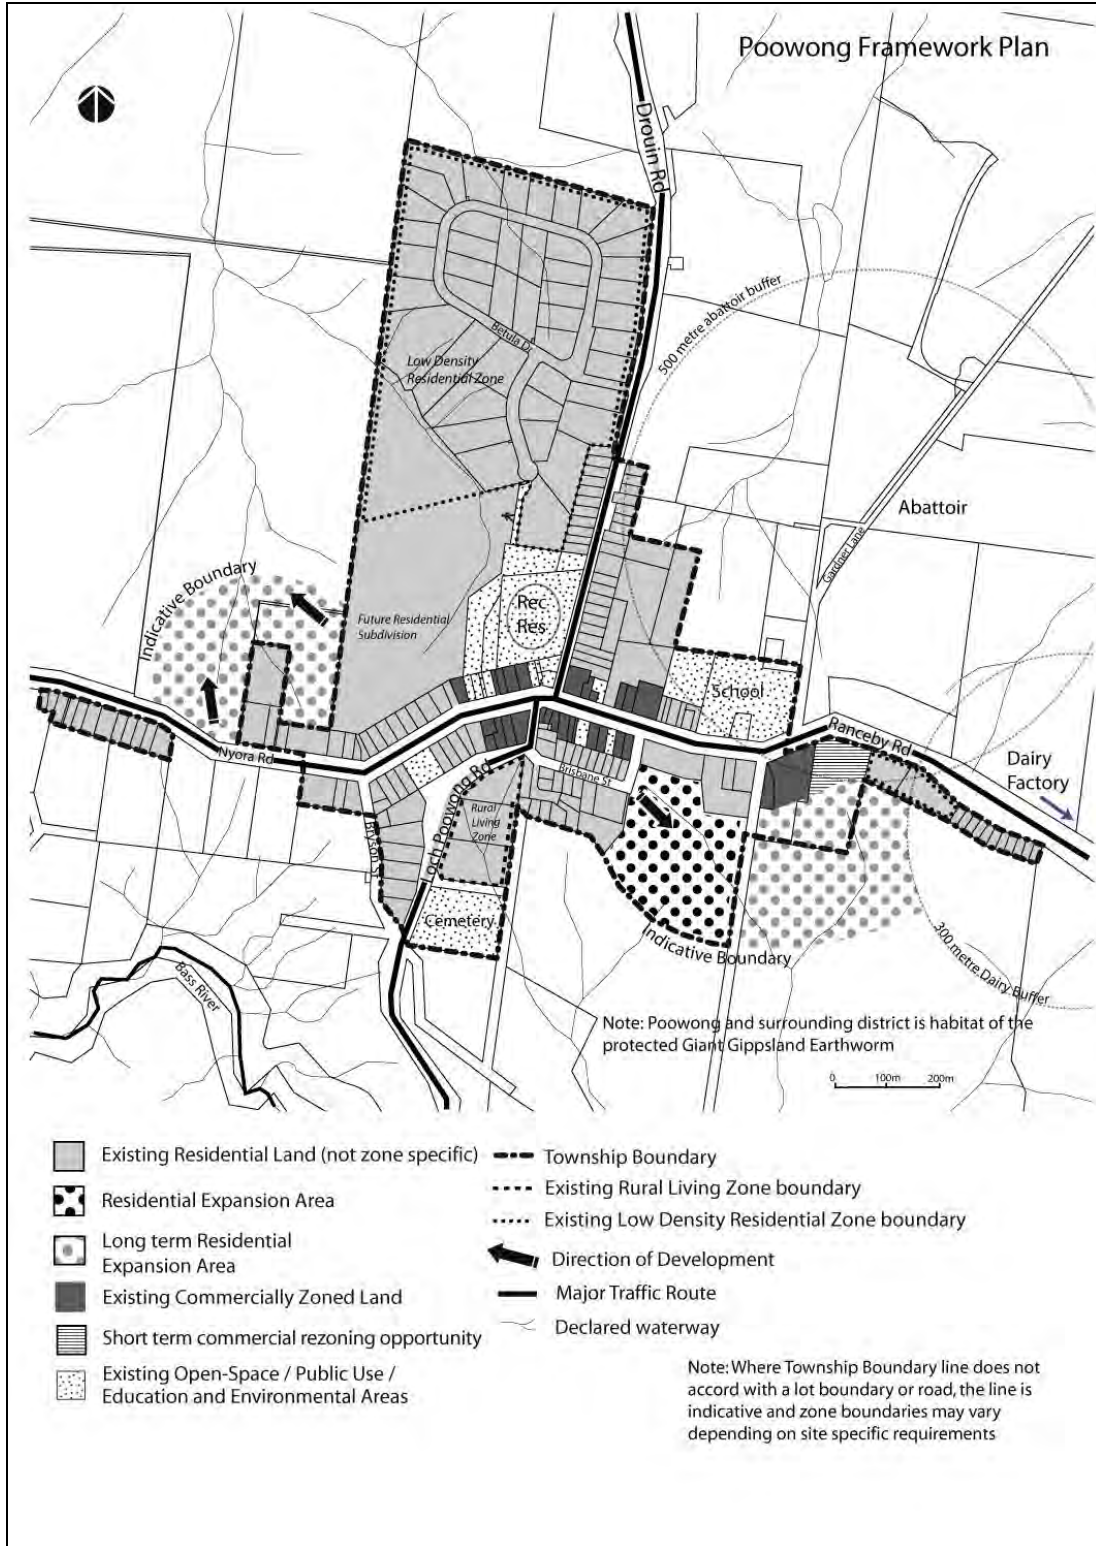 Poowong Framework Plan
Drouin Rd
500 metre abattoir buffer
Betula Dr
Low Density
Residential Zone
Abattoir
Gardner Lane
Indicative Boundary
Future Residential
Subdivision
Rec
Res
School
Nyora Rd
Ranceby Rd
Dairy
Factory
Brisbane St
Loch Poowong Rd
Rural
Living
Zone
Bryson St
Cemetery
Indicative Boundary
300 metre Dairy Buffer
Bass River
Note: Poowong and surrounding district is habitat of the
protected Giant Gippsland Earthworm
0 100m 200m
Existing Residential Land (not zone specific)
Residential Expansion Area
Long term Residential
Expansion Area
Existing Commercially Zoned Land
Short term commercial rezoning opportunity
Existing Open-Space / Public Use /
Education and Environmental Areas
Township Boundary
Existing Rural Living Zone boundary
Existing Low Density Residential Zone boundary
Direction of Development
Major Traffic Route
Declared waterway
Note: Where Township Boundary line does not
accord with a lot boundary or road, the line is
indicative and zone boundaries may vary
depending on site specific requirements